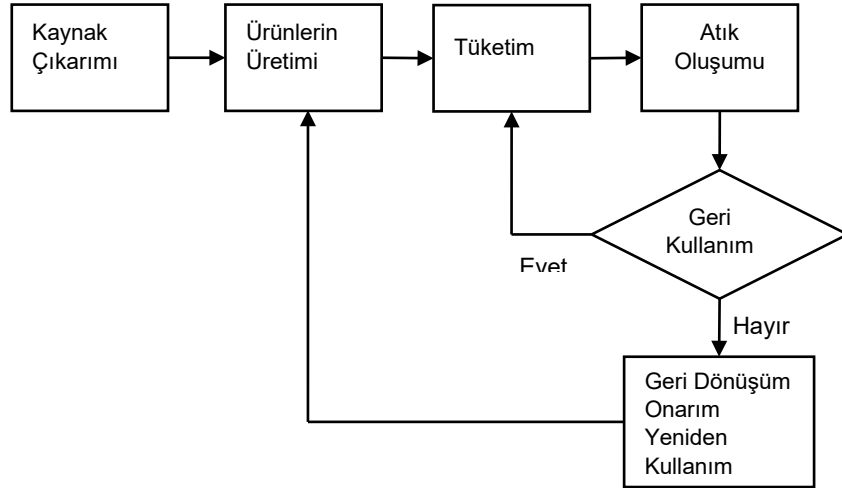 Kaynak
Çıkarımı
Ürünlerin
Üretimi
Tüketim
Atık
Oluşumu
Geri
Kullanım
Evet
Hayır
Geri Dönüşüm
Onarım
Yeniden
Kullanım